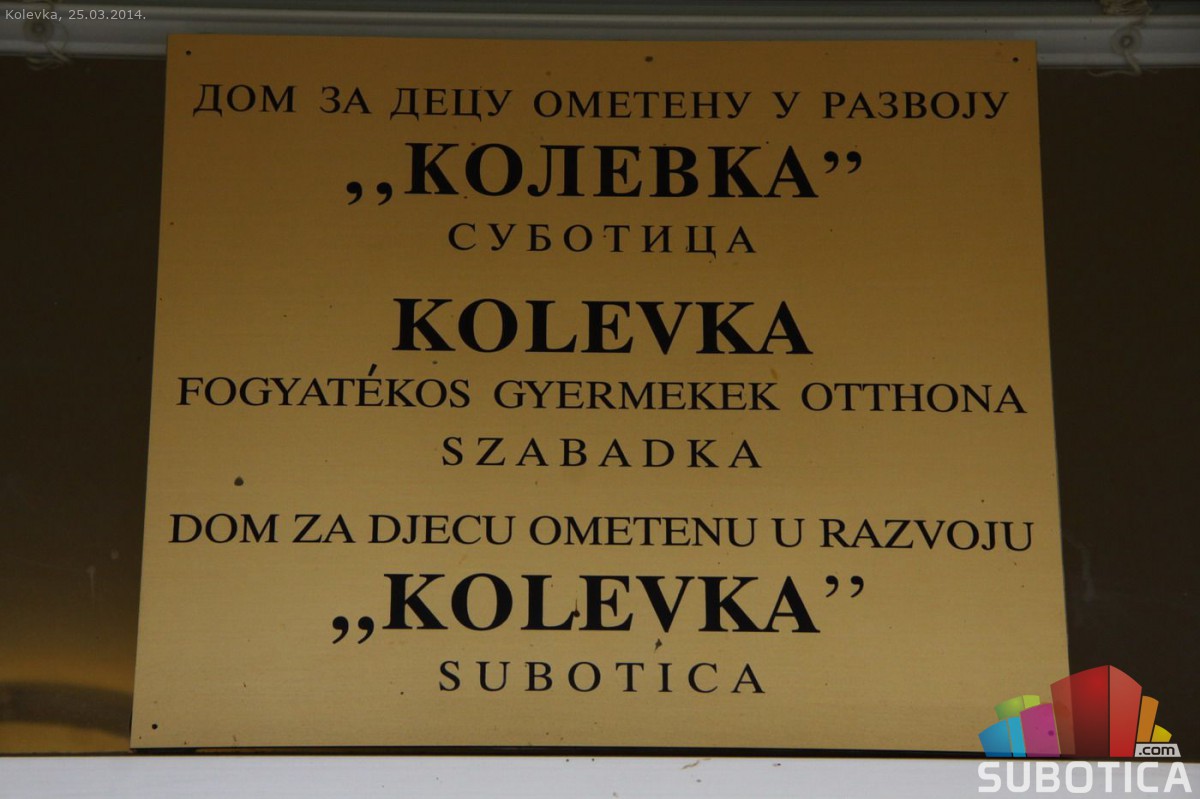 Kolevka, 25.03.2014.
ДОМ ЗА ДЕЦУ ОМЕТЕНУ У РАЗВОЈУ
,,КОЛЕВКА”
СУБОТИЦА
KOLEVKA
FOGYATÉKOS GYERMEKEK OTTHONA
SZABADKA
DOM ZA DJECU OMETENU U RAZVOJU
,,KOLEVKA”
SUBOTICA
.com
SUBOTICA